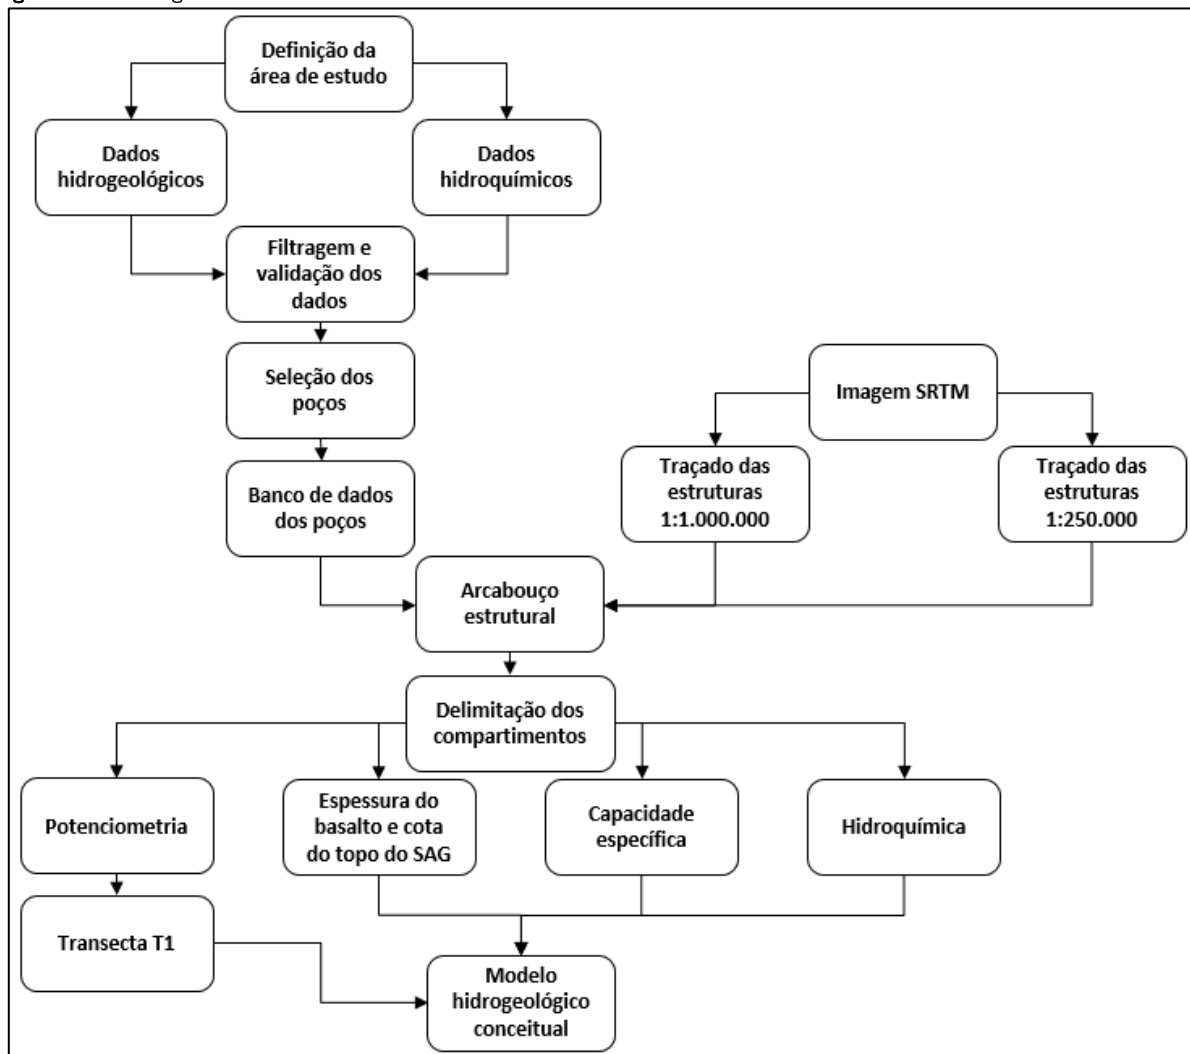 Definição da
área de estudo
Dados
hidrogeológicos
Dados
hidroquímicos
Filtragem e
validação dos
dados
Seleção dos
poços
Imagem SRTM
Banco de dados
dos poços
Traçado das
estruturas
1:1.000.000
Traçado das
estruturas
1:250.000
Arcabouço
estrutural
Delimitação dos
compartimentos
Potenciometria
Espessura do
basalto e cota
do topo do SAG
Capacidade
específica
Hidroquímica
Transecta T1
Modelo
hidrogeológico
conceitual